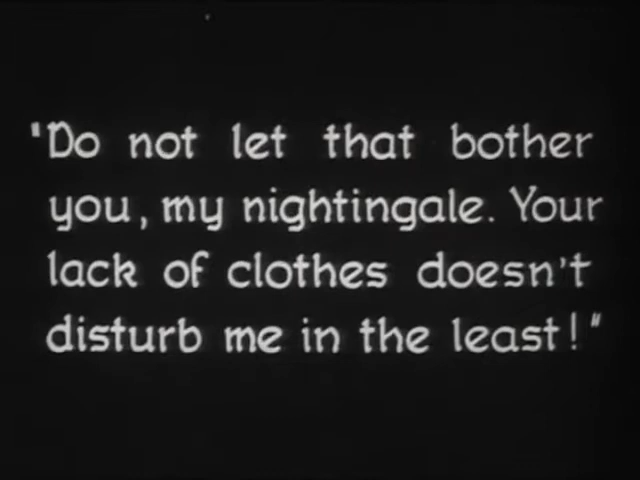 "Do not let that bother
you, my nightingale. Your
lack of clothes doesn't
disturb me in the least!"